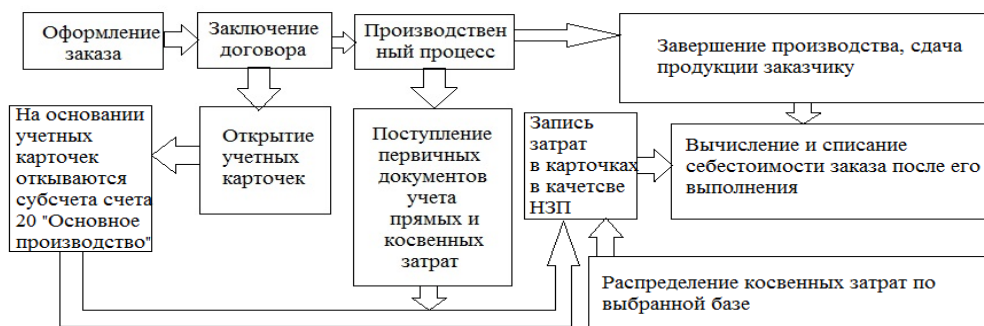 Оформление
заказа
Заключение
договора
Производствен
ный процесс
Завершение производства, сдача
продукции заказчику
На основании
учетных
карточек
откываются
субсчета счета
20 "Основное
производство"
Открытие
учетных
карточек
Поступление
первичных
документов
учета
прямых и
косвенных
затрат
Запись
затрат
в карточках
в качетсве
НЗП
Вычисление и списание
себестоимости заказа после его
выполнения
Распределение косвенных затрат по
выбранной базе